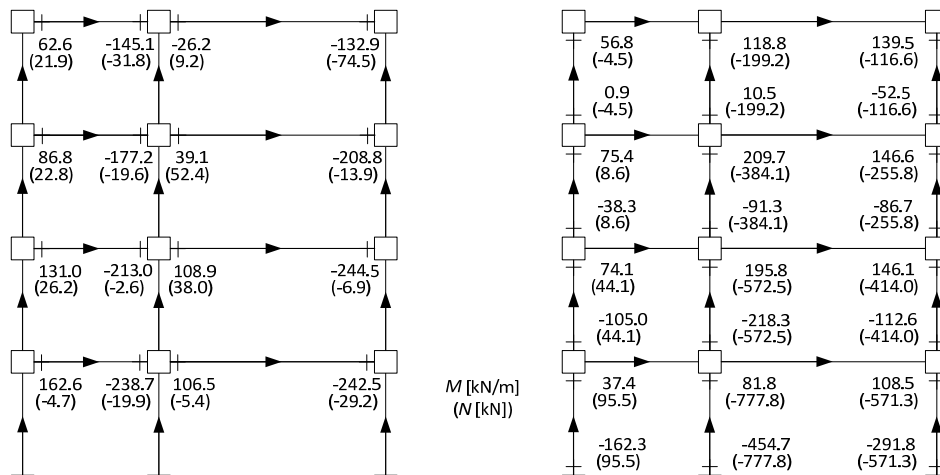 62.6 -145.1 -26.2 -132.9
(21.9) (-31.8) (9.2) (-74.5)
86.8 -177.2 39.1 -208.8
(22.8) (-19.6) (52.4) (-13.9)
131.0 -213.0 108.9 -244.5
(26.2) (-2.6) (38.0) (-6.9)
162.6 -238.7 106.5 -242.5
(-4.7) (-19.9) (-5.4) (-29.2)
M [kN/m]
(N [kN])
56.8 118.8 139.5
(-4.5) (-199.2) (-116.6)
0.9 10.5 -52.5
(-4.5) (-199.2) (-116.6)
75.4 209.7 146.6
(8.6) (-384.1) (-255.8)
-38.3 -91.3 -86.7
(8.6) (-384.1) (-255.8)
74.1 195.8 146.1
(44.1) (-572.5) (-414.0)
-105.0 -218.3 -112.6
(44.1) (-572.5) (-414.0)
37.4 81.8 108.5
(95.5) (-777.8) (-571.3)
-162.3 -454.7 -291.8
(95.5) (-777.8) (-571.3)